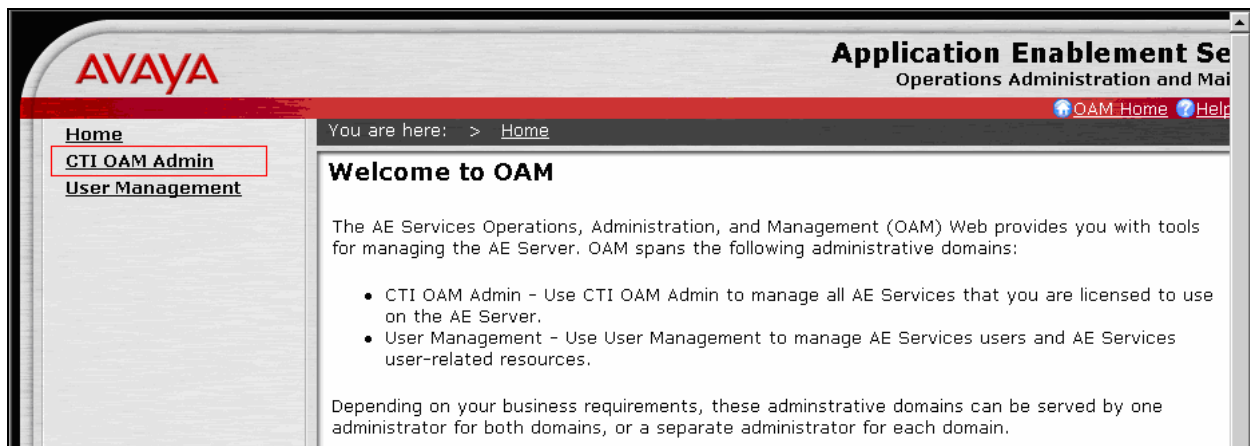 AVAYA
Application Enablement Se
Operations Administration and Mai
OAM Home Help
Home
CTI OAM Admin
User Management
You are here: > Home
Welcome to OAM
The AE Services Operations, Administration, and Management (OAM) Web provides you with tools
for managing the AE Server. OAM spans the following administrative domains:
• CTI OAM Admin - Use CTI OAM Admin to manage all AE Services that you are licensed to use
on the AE Server.
• User Management - Use User Management to manage AE Services users and AE Services
user-related resources.
Depending on your business requirements, these adminstrative domains can be served by one
administrator for both domains, or a separate administrator for each domain.